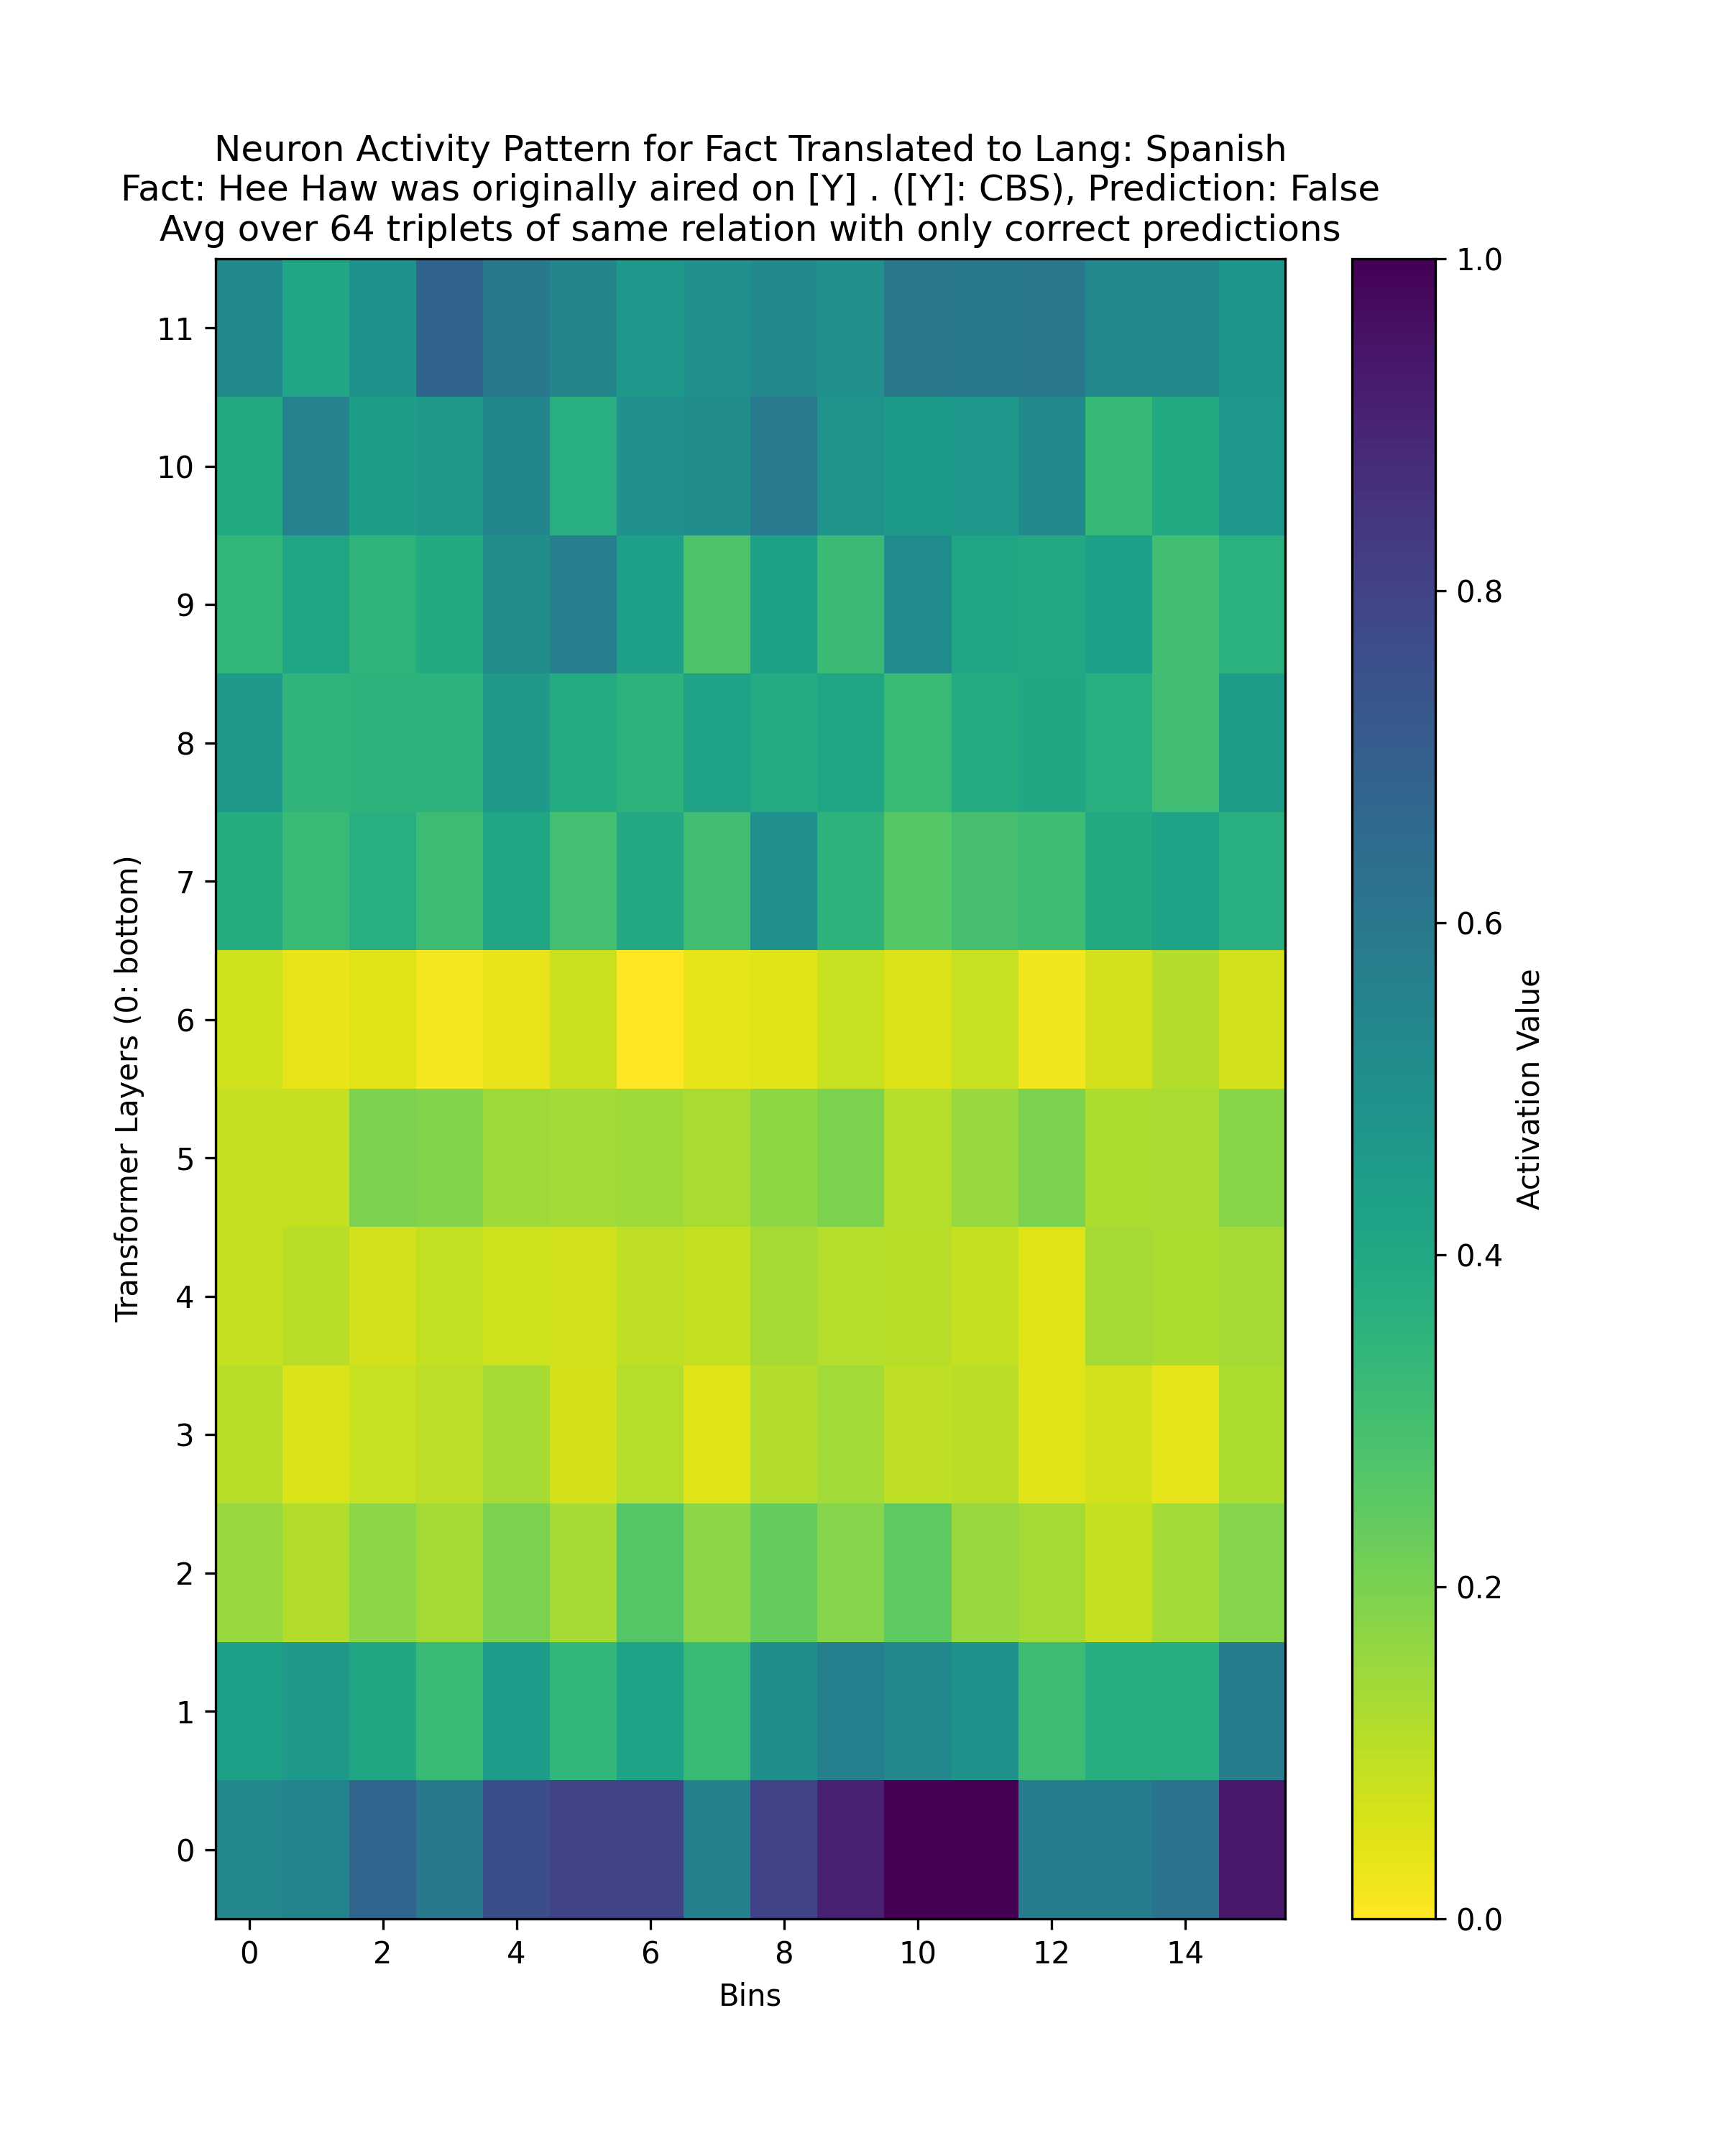 Neuron Activity Pattern for Fact Translated to Lang: Spanish
Fact: Hee Haw was originally aired on [Y] . ([Y]: CBS), Prediction: False
Avg over 64 triplets of same relation with only correct predictions
11
10
9
8
7
6
5
4
3
2
1
0
Transformer Layers (0: bottom)
0 2 4 6 8 10 12 14
Bins
1.0
0.8
0.6
0.4
0.2
0.0
Activation Value